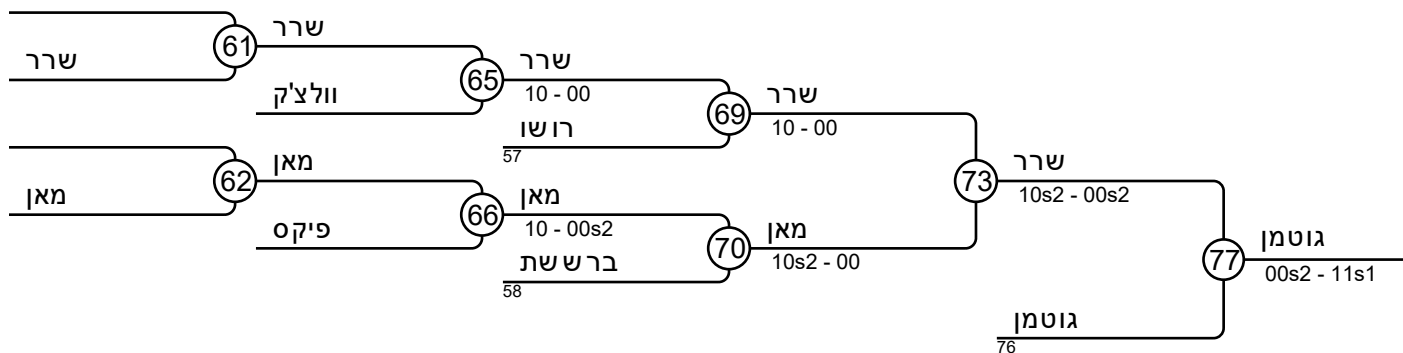 61
שרר
שרר
65
וולצ'ק
שרר
10 - 00
69
רושו
57
שרר
10 - 00
62
מאן
מאן
66
פיקס
מאן
10 - 00s2
70
ברששת
58
מאן
10s2 - 00
73
שרר
10s2 - 00s2
77
גוטמן
76
גוטמן
00s2 - 11s1